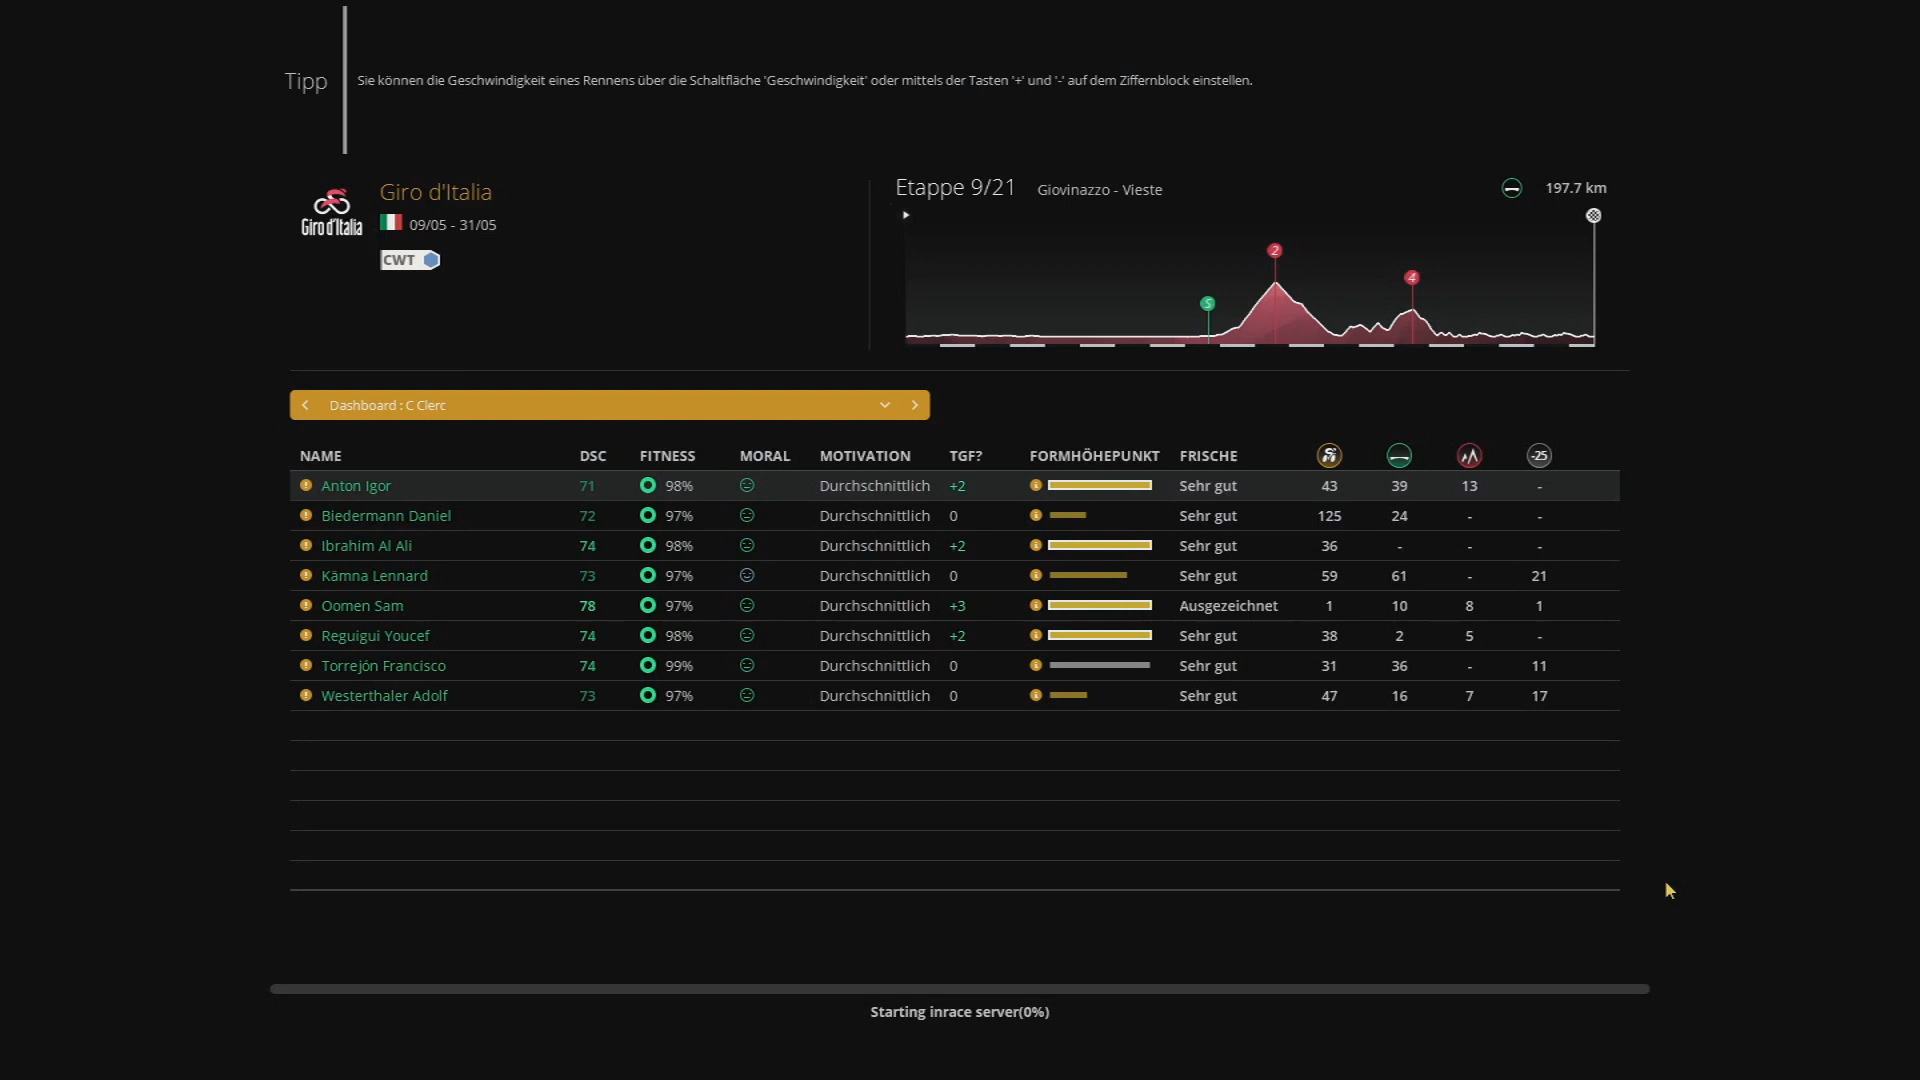 Tipp
Sie können die Geschwindigkeit eines Rennens über die Schaltfläche 'Geschwindigkeit' oder mittels der Tasten '+' und '-' auf dem Ziffernblock einstellen.
Giro d'Italia
Giro d'Italia
09/05 - 31/05
CWT
Etappe 9/21 Giovinazzo - Vieste 197.7 km
2
4
S
Dashboard : C Clerc
NAME DSC FITNESS MORAL MOTIVATION TGF? FORMHÖHEPUNKT FRISCHE -25
Anton Igor 71 98% Durchschnittlich +2 Sehr gut 43 39 13 -
Biedermann Daniel 72 97% Durchschnittlich 0 Sehr gut 125 24 - -
Ibrahim Al Ali 74 98% Durchschnittlich +2 Sehr gut 36 - - -
Kämna Lennard 73 97% Durchschnittlich 0 Sehr gut 59 61 - 21
Oomen Sam 78 97% Durchschnittlich +3 Ausgezeichnet 1 10 8 1
Reguigui Youcef 74 98% Durchschnittlich +2 Sehr gut 38 2 5 -
Torrejón Francisco 74 99% Durchschnittlich 0 Sehr gut 31 36 - 11
Westerthaler Adolf 73 97% Durchschnittlich 0 Sehr gut 47 16 7 17
Starting inrace server(0%)